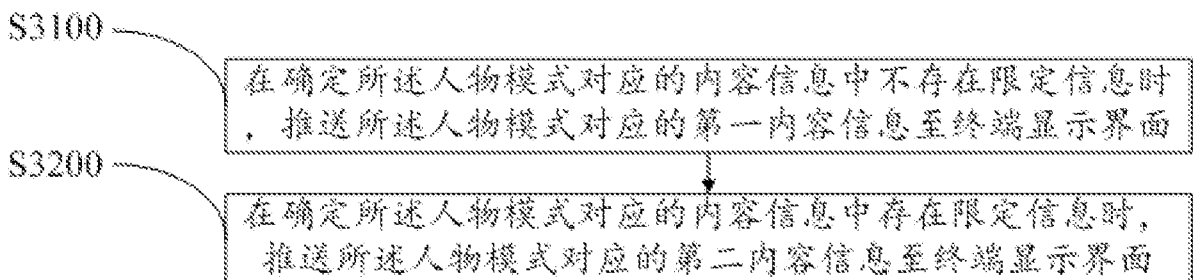 S3100
在确定所述人物模式对应的内容信息中不存在限定信息时
，推送所述人物模式对应的第一内容信息至终端显示界面
S3200
在确定所述人物模式对应的内容信息中存在限定信息时，
推送所述人物模式对应的第二内容信息至终端显示界面